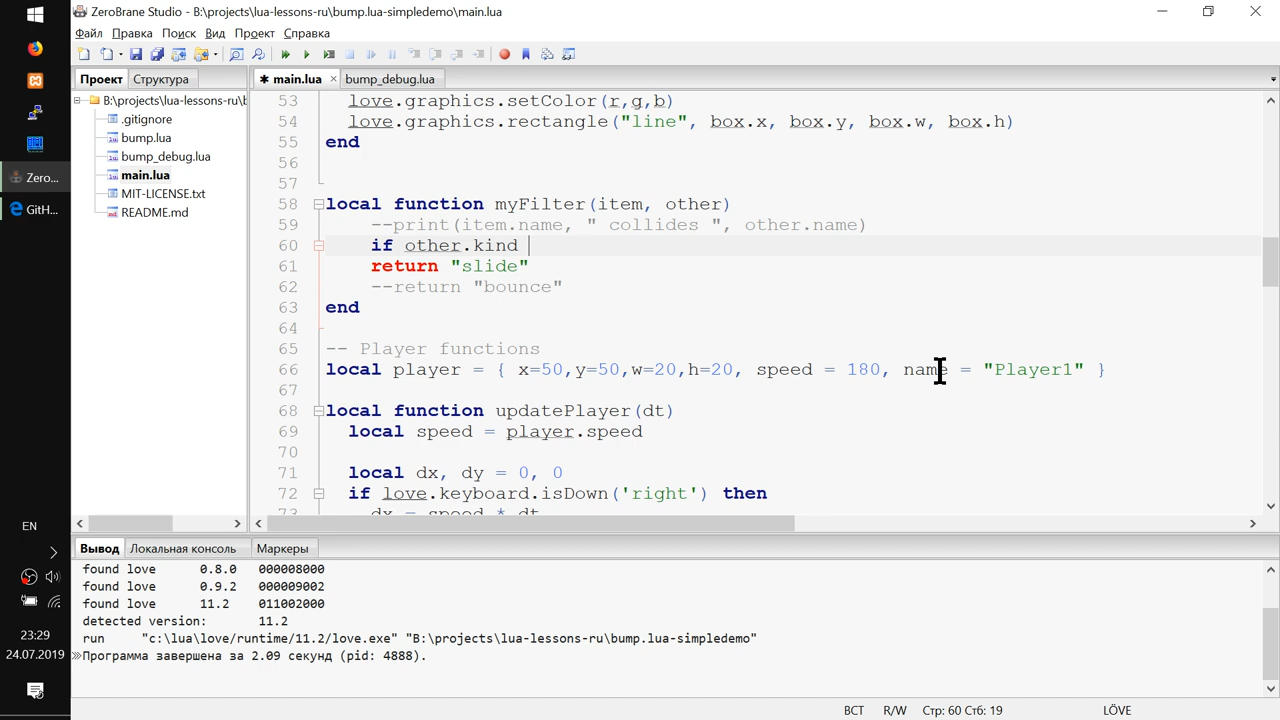 ZeroBrane Studio - B:\projects\lua-lessons-ru\bump.lua-simpledemo\main.lua
Файл Правка Поиск Вид Проект Справка
Проект Структура
main.lua bump_debug.lua
B:\projects\lua-lessons-ru\b
.gitignore
bump.lua
bump_debug.lua
main.lua
MIT-LICENSE.txt
README.md
53 love.graphics.setColor(r,g,b)
54 love.graphics.rectangle("line", box.x, box.y, box.w, box.h)
55 end
56
57
58 local function myFilter(item, other)
59 --print(item.name, " collides ", other.name)
60 if other.kind
61 return "slide"
62 --return "bounce"
63 end
64
65 -- Player functions
66 local player = { x=50,y=50,w=20,h=20, speed = 180, name = "Player1" }
67
68 local function updatePlayer(dt)
69 local speed = player.speed
70
71 local dx, dy = 0, 0
72 if love.keyboard.isDown('right') then
73 dx = speed * dt
Zero...
GitH...
EN
23:29
24.07.2019
Вывод Локальная консоль Маркеры
found love 0.8.0 000008000
found love 0.9.2 000009002
found love 11.2 011002000
detected version: 11.2
run "c:\lua\love/runtime/11.2/love.exe" "B:\projects\lua-lessons-ru\bump.lua-simpledemo"
Программа завершена за 2.09 секунд (pid: 4888).
ВСТ R/W Стр: 60 Стб: 19 LÖVE